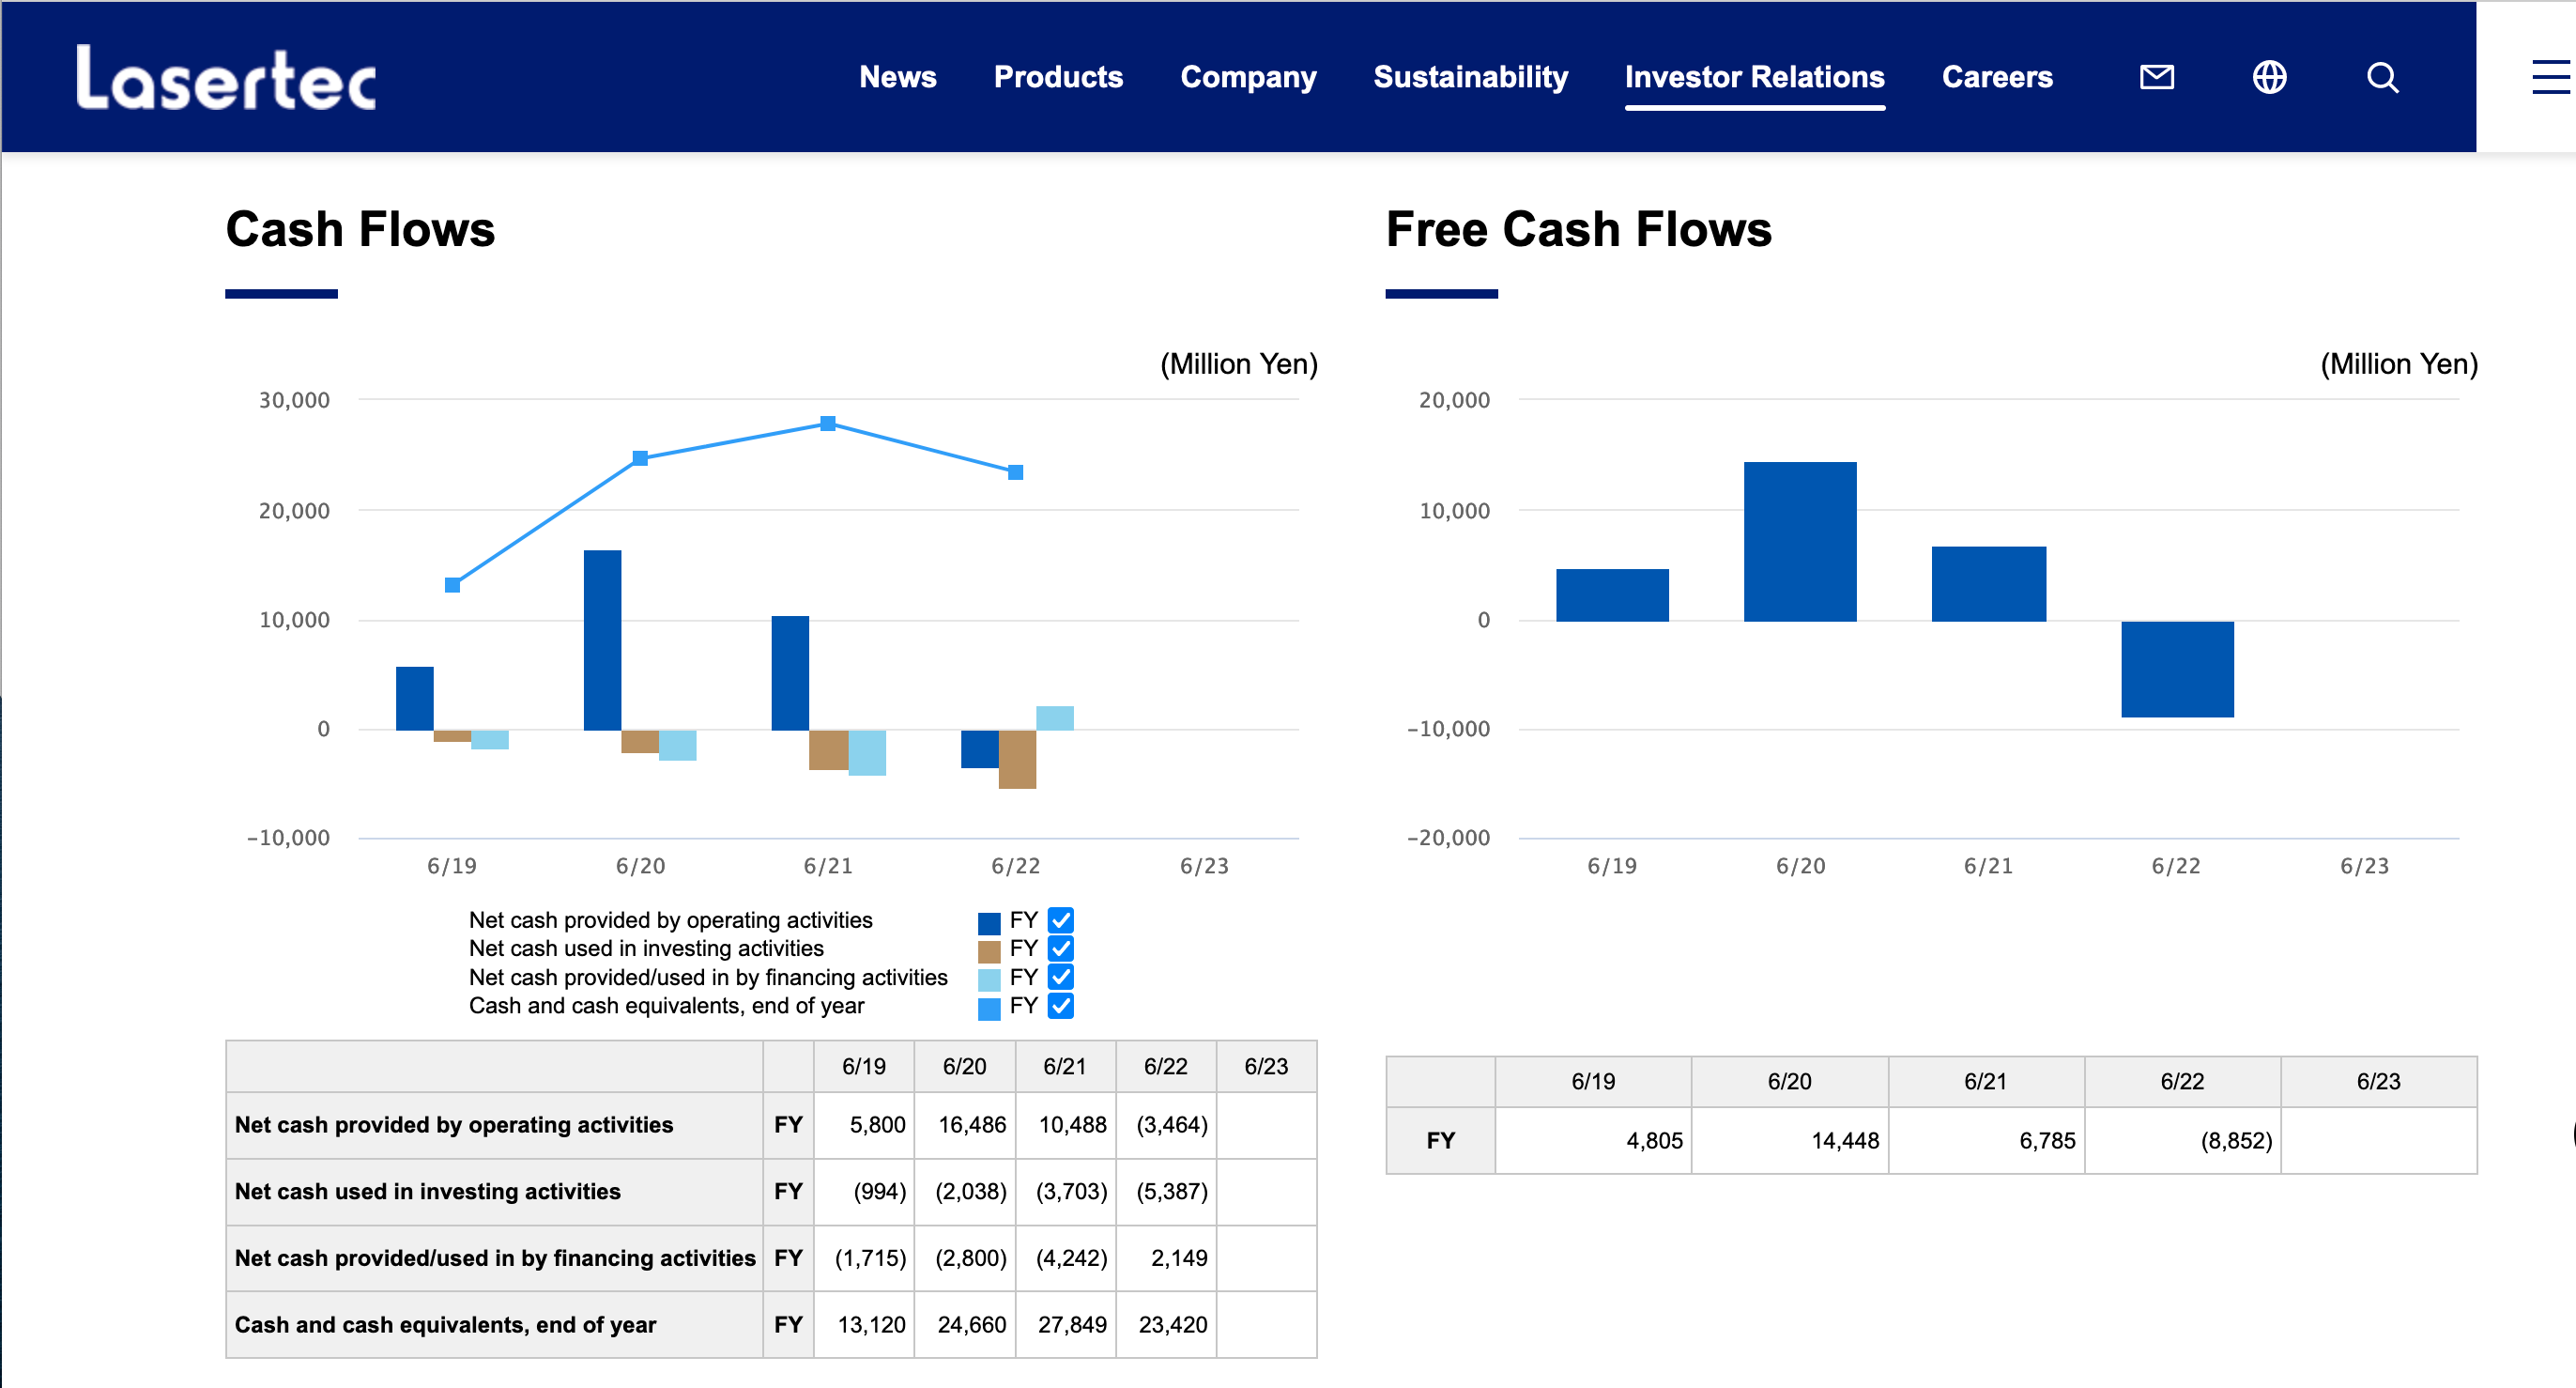 Lasertec
News Products Company Sustainability Investor Relations Careers
Cash Flows
(Million Yen)
30,000
20,000
10,000
0
−10,000
6/19 6/20 6/21 6/22 6/23
Net cash provided by operating activities FY
Net cash used in investing activities FY
Net cash provided/used in by financing activities FY
Cash and cash equivalents, end of year FY
6/19 6/20 6/21 6/22 6/23
Net cash provided by operating activities FY 5,800 16,486 10,488 (3,464)
Net cash used in investing activities FY (994) (2,038) (3,703) (5,387)
Net cash provided/used in by financing activities FY (1,715) (2,800) (4,242) 2,149
Cash and cash equivalents, end of year FY 13,120 24,660 27,849 23,420
Free Cash Flows
(Million Yen)
20,000
10,000
0
−10,000
−20,000
6/19 6/20 6/21 6/22 6/23
6/19 6/20 6/21 6/22 6/23
FY 4,805 14,448 6,785 (8,852)